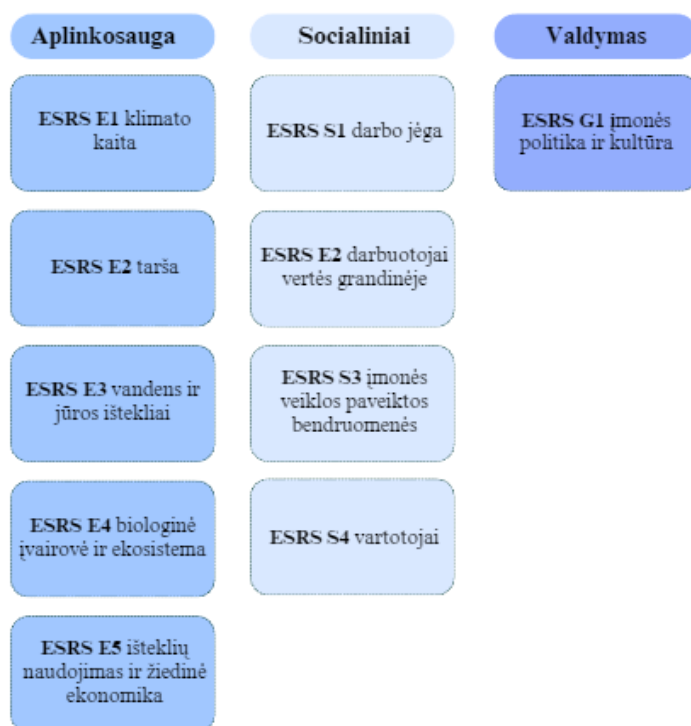 Aplinkosauga
ESRS E1 klimato
kaita
ESRS E2 tarša
ESRS E3 vandens ir
jūros ištekliai
ESRS E4 biologinė
įvairovė ir ekosistema
ESRS E5 išteklių
naudojimas ir žiedinė
ekonomika
Socialiniai
ESRS S1 darbo jėga
ESRS E2 darbuotojai
vertės grandinėje
ESRS S3 įmonės
veiklos paveiktos
bendruomenės
ESRS S4 vartotojai
Valdymas
ESRS G1 įmonės
politika ir kultūra